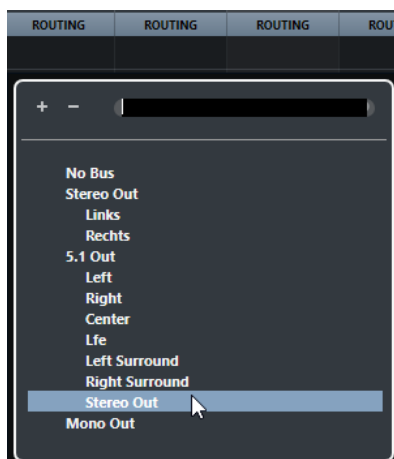 ROUTING ROUTING ROUTING ROU
+ −
No Bus
Stereo Out
Links
Rechts
5.1 Out
Left
Right
Center
Lfe
Left Surround
Right Surround
Stereo Out
Mono Out